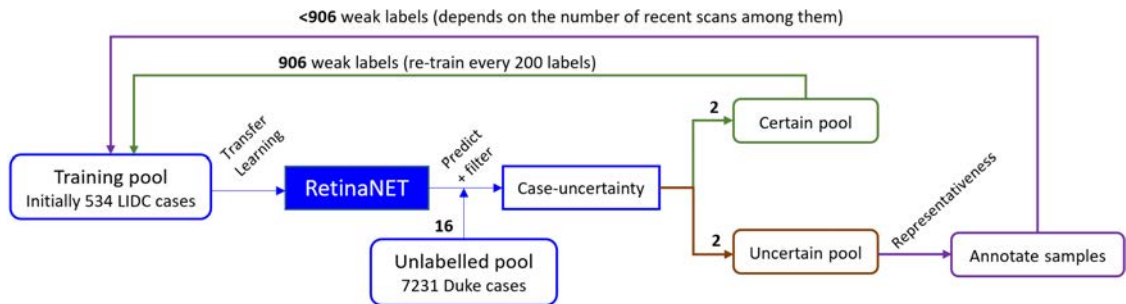 <906 weak labels (depends on the number of recent scans among them)
906 weak labels (re-train every 200 labels)
Training pool
Initially 534 LIDC cases
Transfer
Learning
RetinaNET
Predict
+ filter
16
Unlabelled pool
7231 Duke cases
Case-uncertainty
2
Certain pool
2
Uncertain pool
Representativeness
Annotate samples